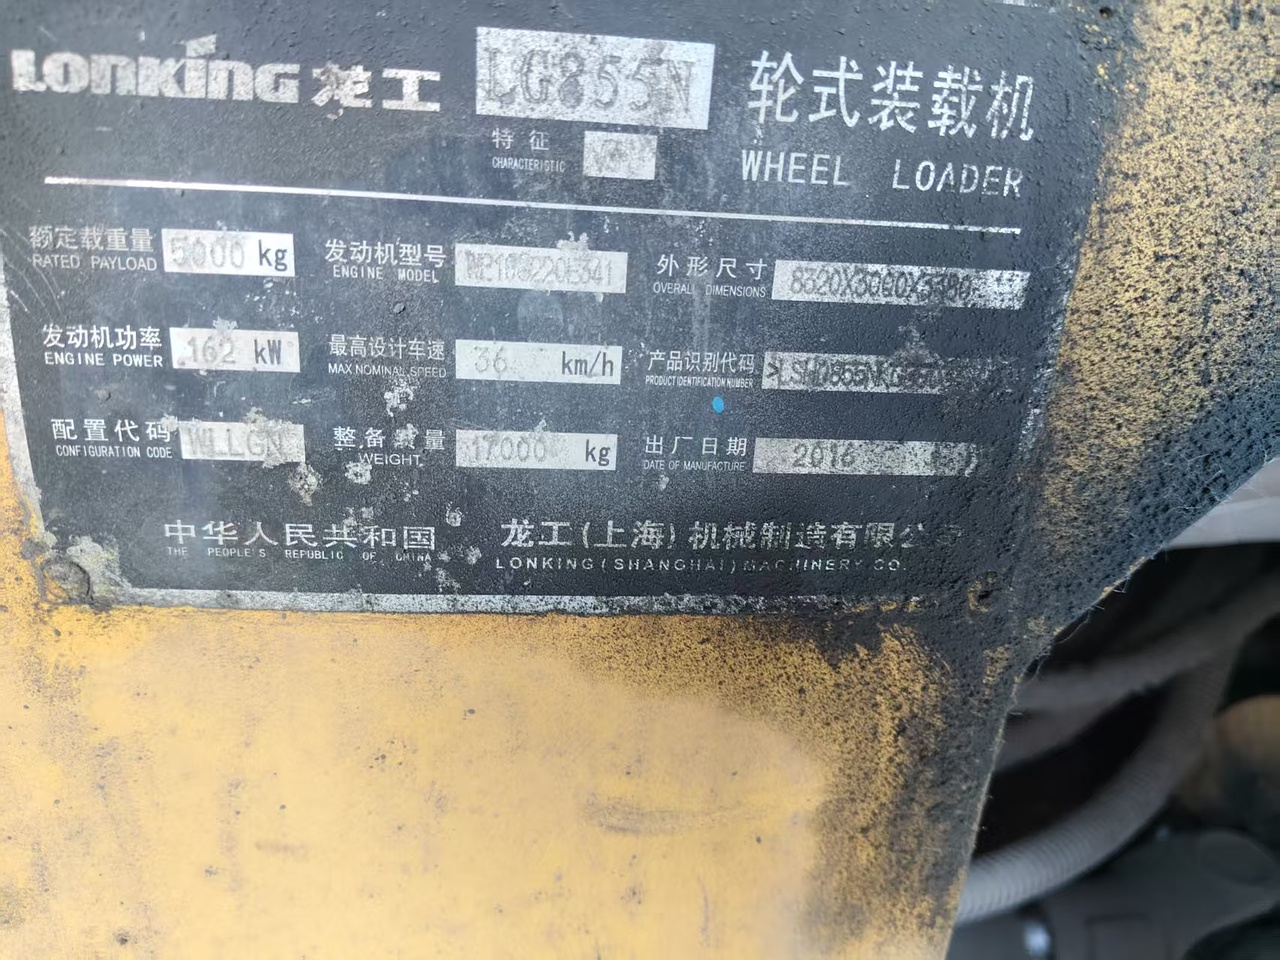 LONKING 龙工 LG855N 轮式装载机
特征
CHARACTERISTIC
WHEEL LOADER
额定载重量 5000 kg 发动机型号 WP10G220E341 外形尺寸
RATED PAYLOAD ENGINE MODEL OVERALL DIMENSIONS
发动机功率 162 kW 最高设计车速 36 km/h 产品识别代码
ENGINE POWER MAX NOMINAL SPEED PRODUCT IDENTIFICATION NUMBER
配置代码 WLLGN 整备质量 17000 kg 出厂日期 2016
CONFIGURATION CODE WEIGHT DATE OF MANUFACTURE
中华人民共和国 龙工(上海)机械制造有限公
THE PEOPLE'S REPUBLIC OF CHINA LONKING (SHANGHAI) MACHINERY CO.